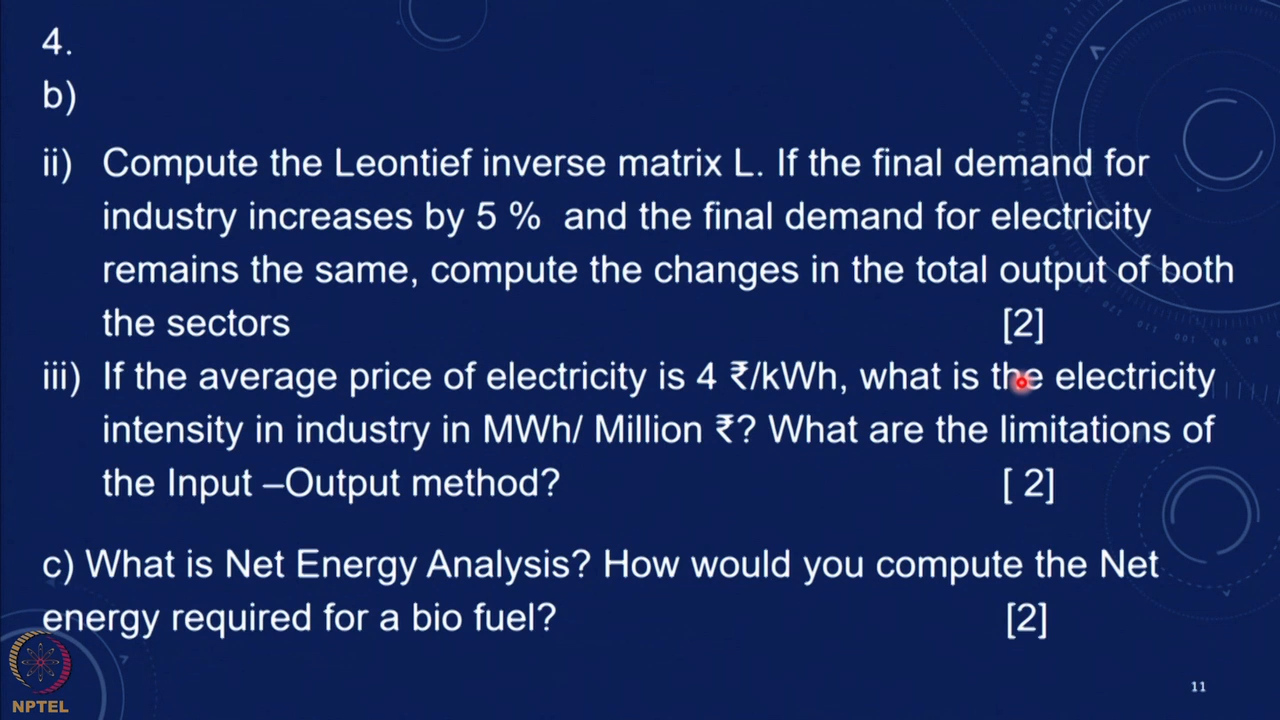 4.
b)
ii) Compute the Leontief inverse matrix L. If the final demand for
industry increases by 5 % and the final demand for electricity
remains the same, compute the changes in the total output of both
the sectors [2]
iii) If the average price of electricity is 4 ₹/kWh, what is the electricity
intensity in industry in MWh/ Million ₹? What are the limitations of
the Input –Output method? [ 2]
c) What is Net Energy Analysis? How would you compute the Net
energy required for a bio fuel? [2]
NPTEL
11